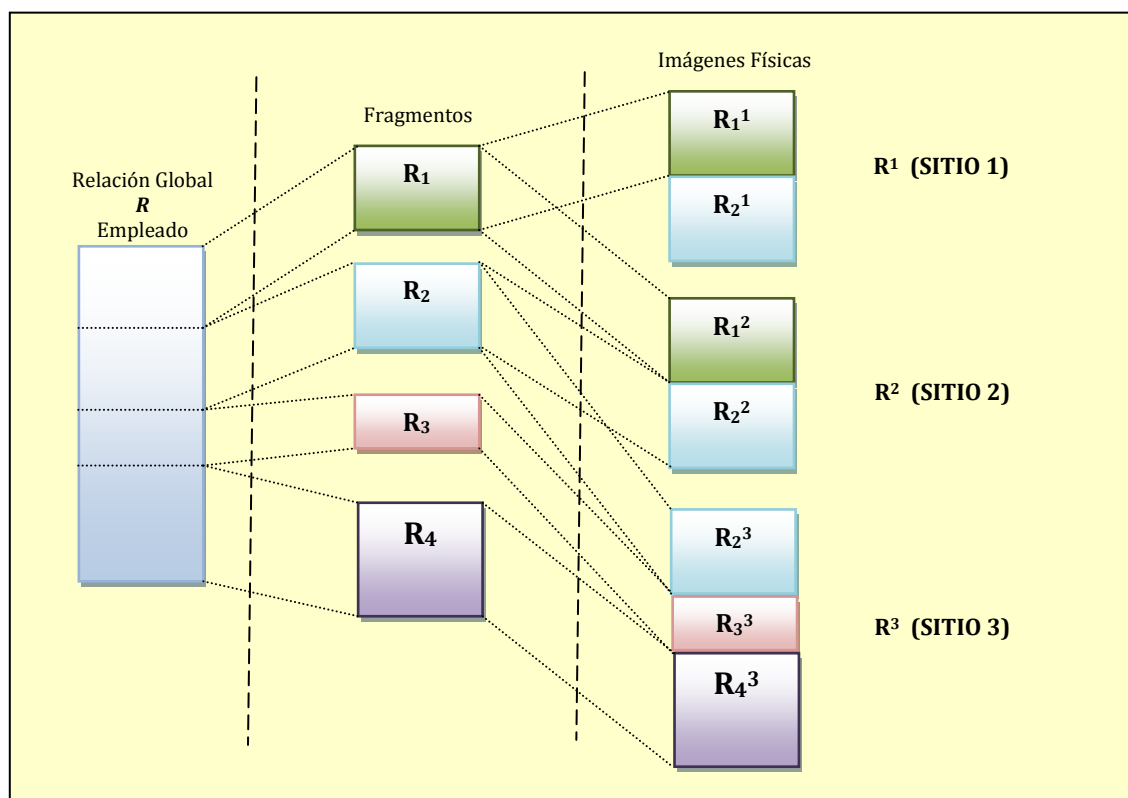 Relación Global
R
Empleado
Fragmentos
R₁
R₂
R₃
R₄
Imágenes Físicas
R₁¹
R₂¹
R¹ (SITIO 1)
R₁²
R₂²
R² (SITIO 2)
R₂³
R₃³
R₄³
R³ (SITIO 3)